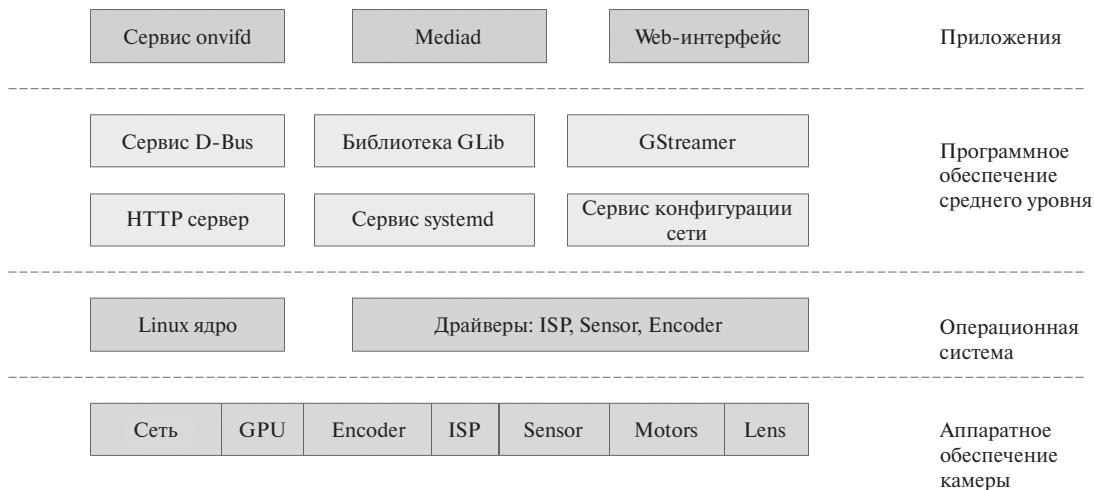 Сервис onvifd
Mediad
Web-интерфейс
Приложения
Сервис D-Bus
Библиотека GLib
GStreamer
Программное
обеспечение
среднего уровня
HTTP сервер
Сервис systemd
Сервис конфигурации
сети
Linux ядро
Драйверы: ISP, Sensor, Encoder
Операционная
система
Сеть
GPU
Encoder
ISP
Sensor
Motors
Lens
Аппаратное
обеспечение
камеры